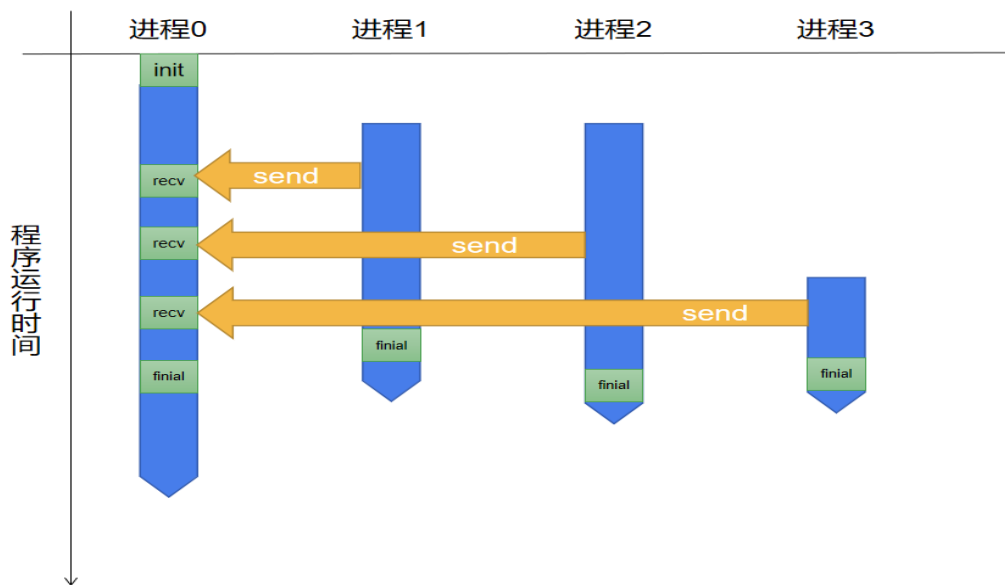 进程0 进程1 进程2 进程3
init
send
recv
send
recv
send
recv
finial
finial
finial
finial
程序运行时间